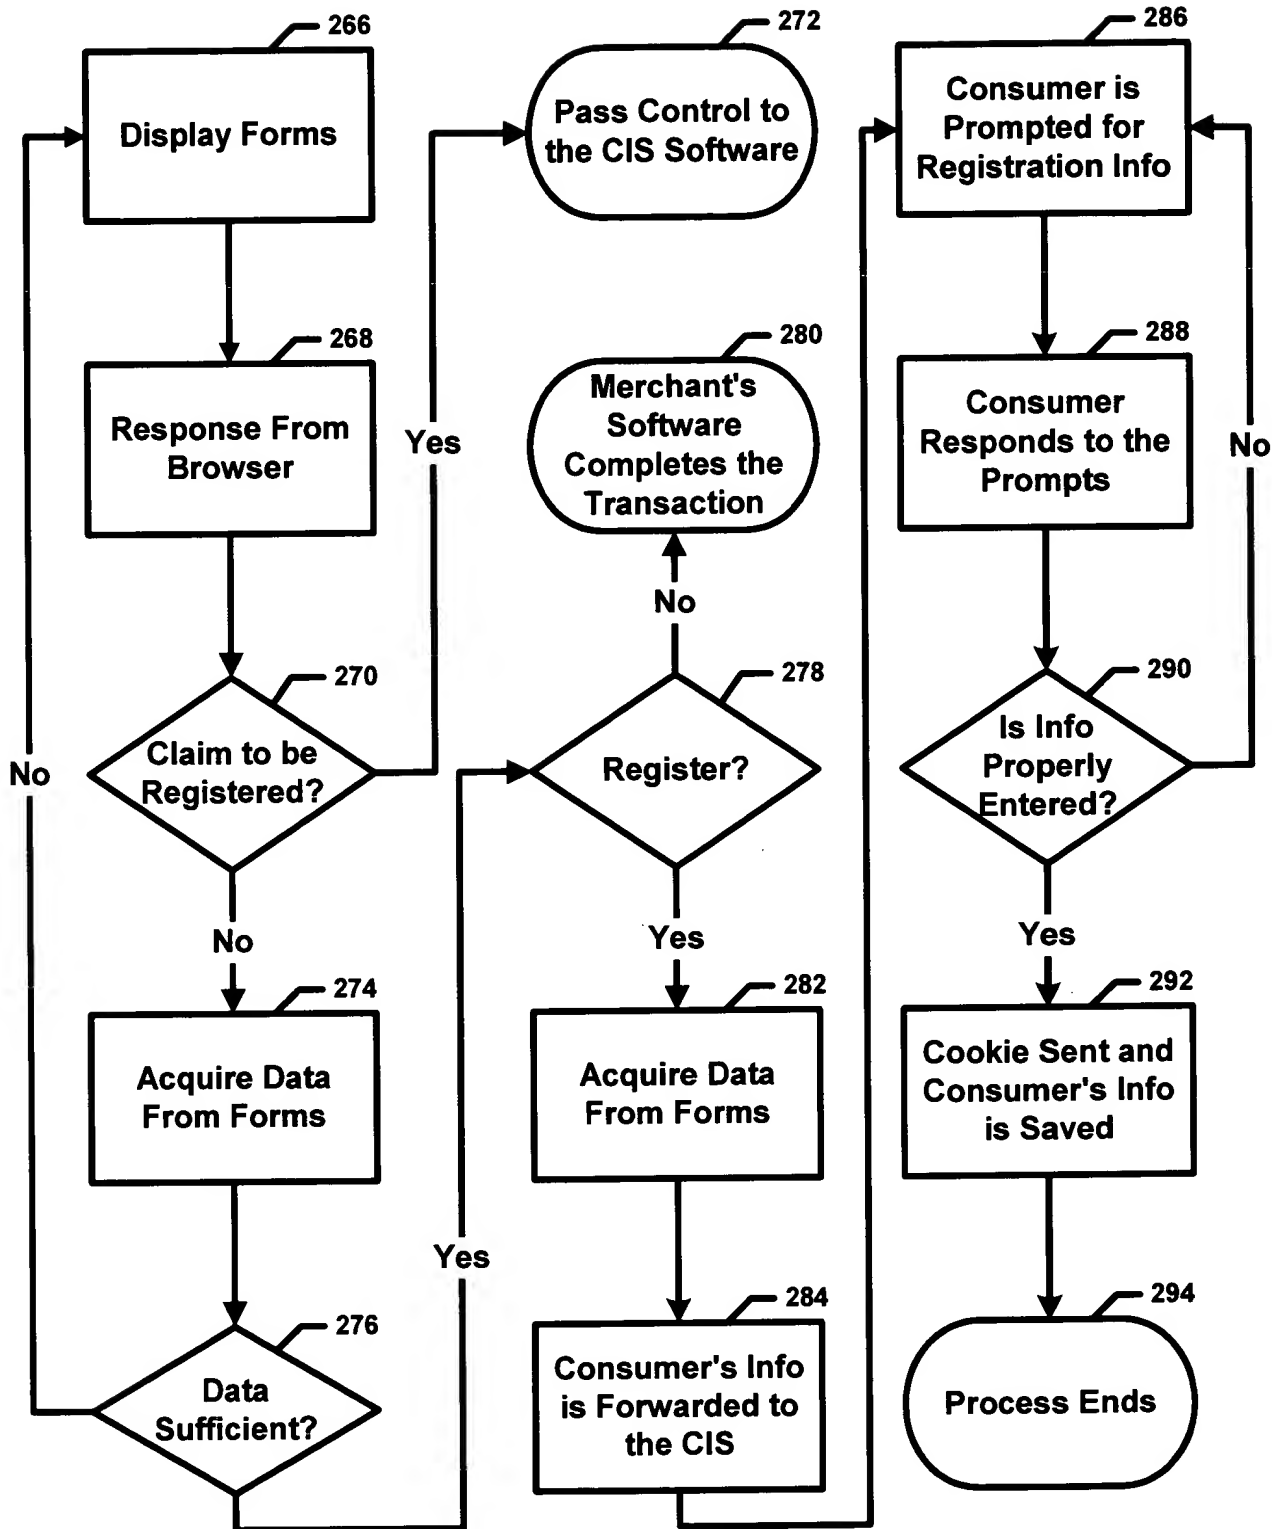 266
Display Forms
268
Response From
Browser
270
Claim to be
Registered?
Yes
No
No
274
Acquire Data
From Forms
276
Data
Sufficient?
Yes
272
Pass Control to
the CIS Software
280
Merchant's
Software
Completes the
Transaction
No
278
Register?
Yes
282
Acquire Data
From Forms
284
Consumer's Info
is Forwarded to
the CIS
286
Consumer is
Prompted for
Registration Info
288
Consumer
Responds to the
Prompts
No
290
Is Info
Properly
Entered?
Yes
292
Cookie Sent and
Consumer's Info
is Saved
294
Process Ends